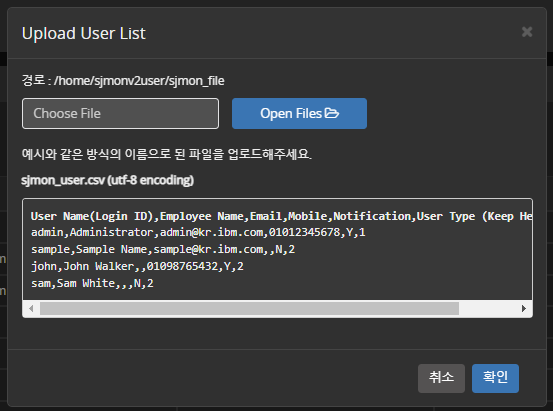 Upload User List
경로 : /home/sjmonv2user/sjmon_file
Choose File
Open Files
예시와 같은 방식의 이름으로 된 파일을 업로드해주세요.
sjmon_user.csv (utf-8 encoding)
User Name(Login ID),Employee Name,Email,Mobile,Notification,User Type (Keep He
admin,Administrator,admin@kr.ibm.com,01012345678,Y,1
sample,Sample Name,sample@kr.ibm.com,,N,2
john,John Walker,,01098765432,Y,2
sam,Sam White,,,N,2
취소
확인